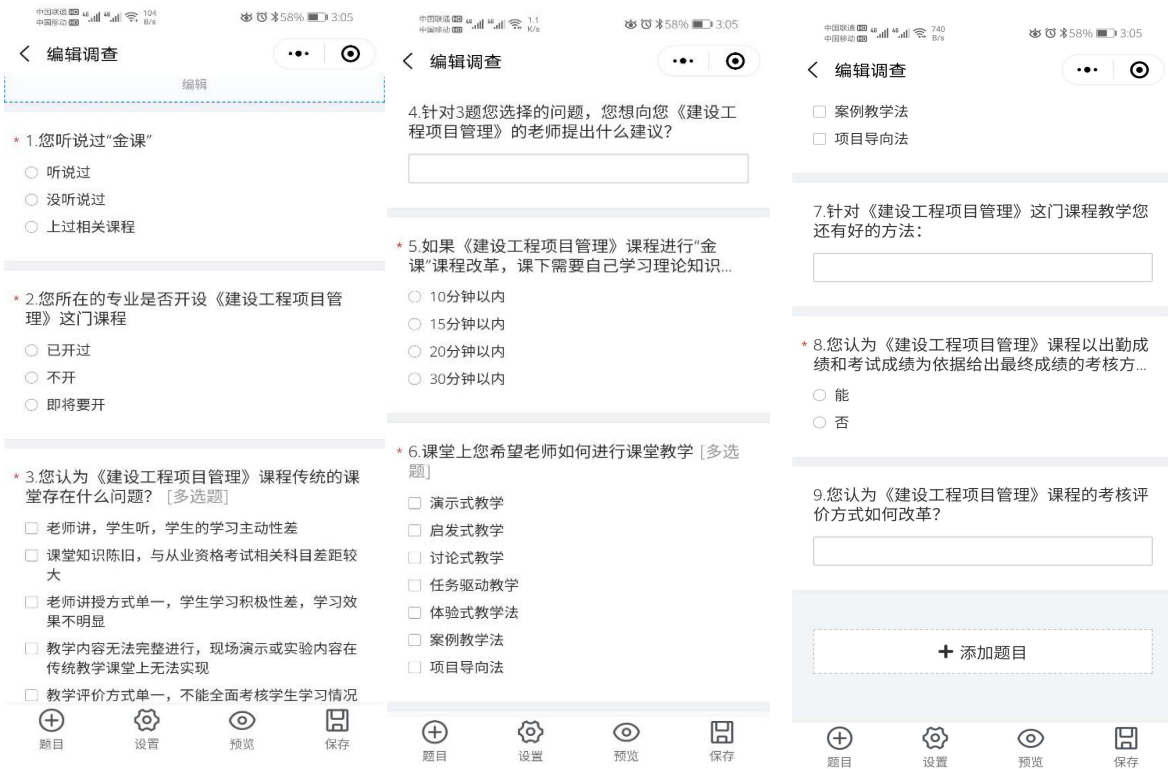 中国联通 HD 46 46 104
中国移动 HD B/s
58% 3:05
编辑调查
编辑
* 1.您听说过“金课”
听说过
没听说过
上过相关课程
* 2.您所在的专业是否开设《建设工程项目管
理》这门课程
已开过
不开
即将要开
* 3.您认为《建设工程项目管理》课程传统的课
堂存在什么问题？ [多选题]
老师讲，学生听，学生的学习主动性差
课堂知识陈旧，与从业资格考试相关科目差距较
大
老师讲授方式单一，学生学习积极性差，学习效
果不明显
教学内容无法完整进行，现场演示或实验内容在
传统教学课堂上无法实现
教学评价方式单一，不能全面考核学生学习情况
题目 设置 预览 保存
中国联通 HD 46 46 1.1
中国移动 HD K/s
58% 3:05
编辑调查
4.针对3题您选择的问题，您想向您《建设工
程项目管理》的老师提出什么建议？
* 5.如果《建设工程项目管理》课程进行“金
课”课程改革，课下需要自己学习理论知识...
10分钟以内
15分钟以内
20分钟以内
30分钟以内
* 6.课堂上您希望老师如何进行课堂教学 [多选
题]
演示式教学
启发式教学
讨论式教学
任务驱动教学
体验式教学法
案例教学法
项目导向法
题目 设置 预览 保存
中国联通 HD 46 46 740
中国移动 HD B/s
58% 3:05
编辑调查
案例教学法
项目导向法
7.针对《建设工程项目管理》这门课程教学您
还有好的方法：
* 8.您认为《建设工程项目管理》课程以出勤成
绩和考试成绩为依据给出最终成绩的考核方...
能
否
9.您认为《建设工程项目管理》课程的考核评
价方式如何改革？
+ 添加题目
题目 设置 预览 保存